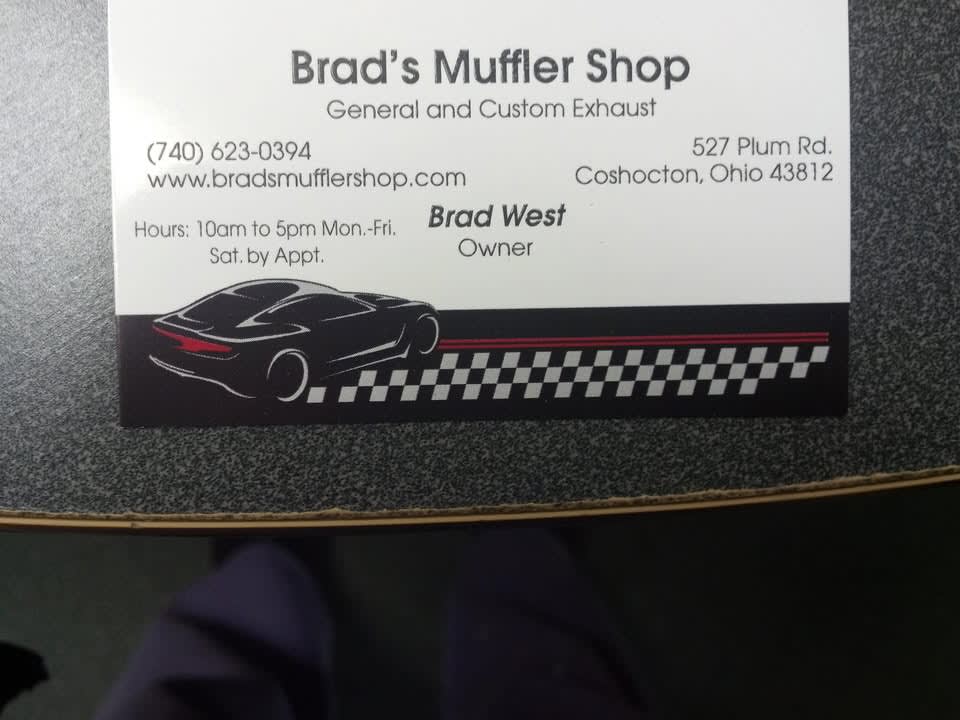 Brad's Muffler Shop
General and Custom Exhaust
(740) 623-0394
www.bradsmufflershop.com
527 Plum Rd.
Coshocton, Ohio 43812
Hours: 10am to 5pm Mon.-Fri.
Sat. by Appt.
Brad West
Owner